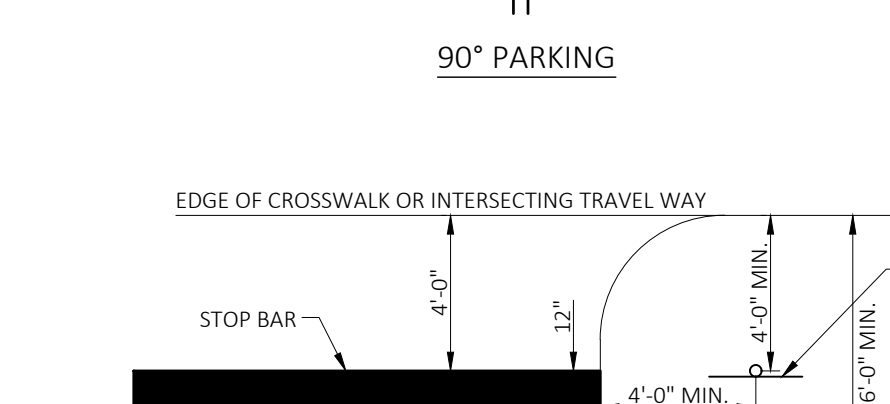 90° PARKING
EDGE OF CROSSWALK OR INTERSECTING TRAVEL WAY
4'-0"
12"
4'-0" MIN.
6'-0" MIN.
STOP BAR
4'-0" MIN.